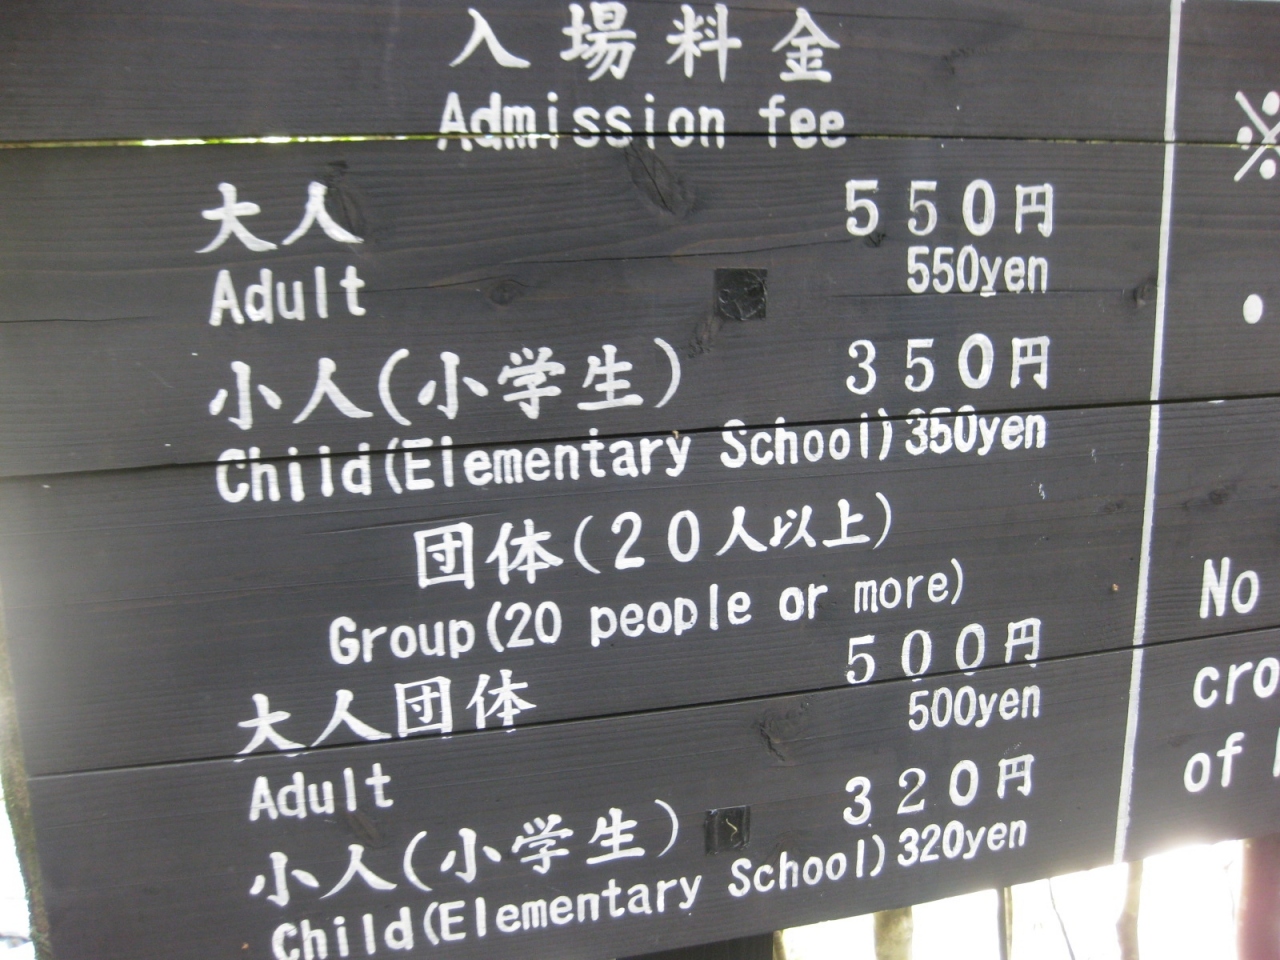 入場料金
Admission fee
大人 550円
Adult 550yen
小人(小学生) 350円
Child(Elementary School) 350yen
団体(20人以上)
Group(20 people or more)
大人団体 500円
Adult 500yen
小人(小学生) 320円
Child(Elementary School) 320yen
※
•
No
of